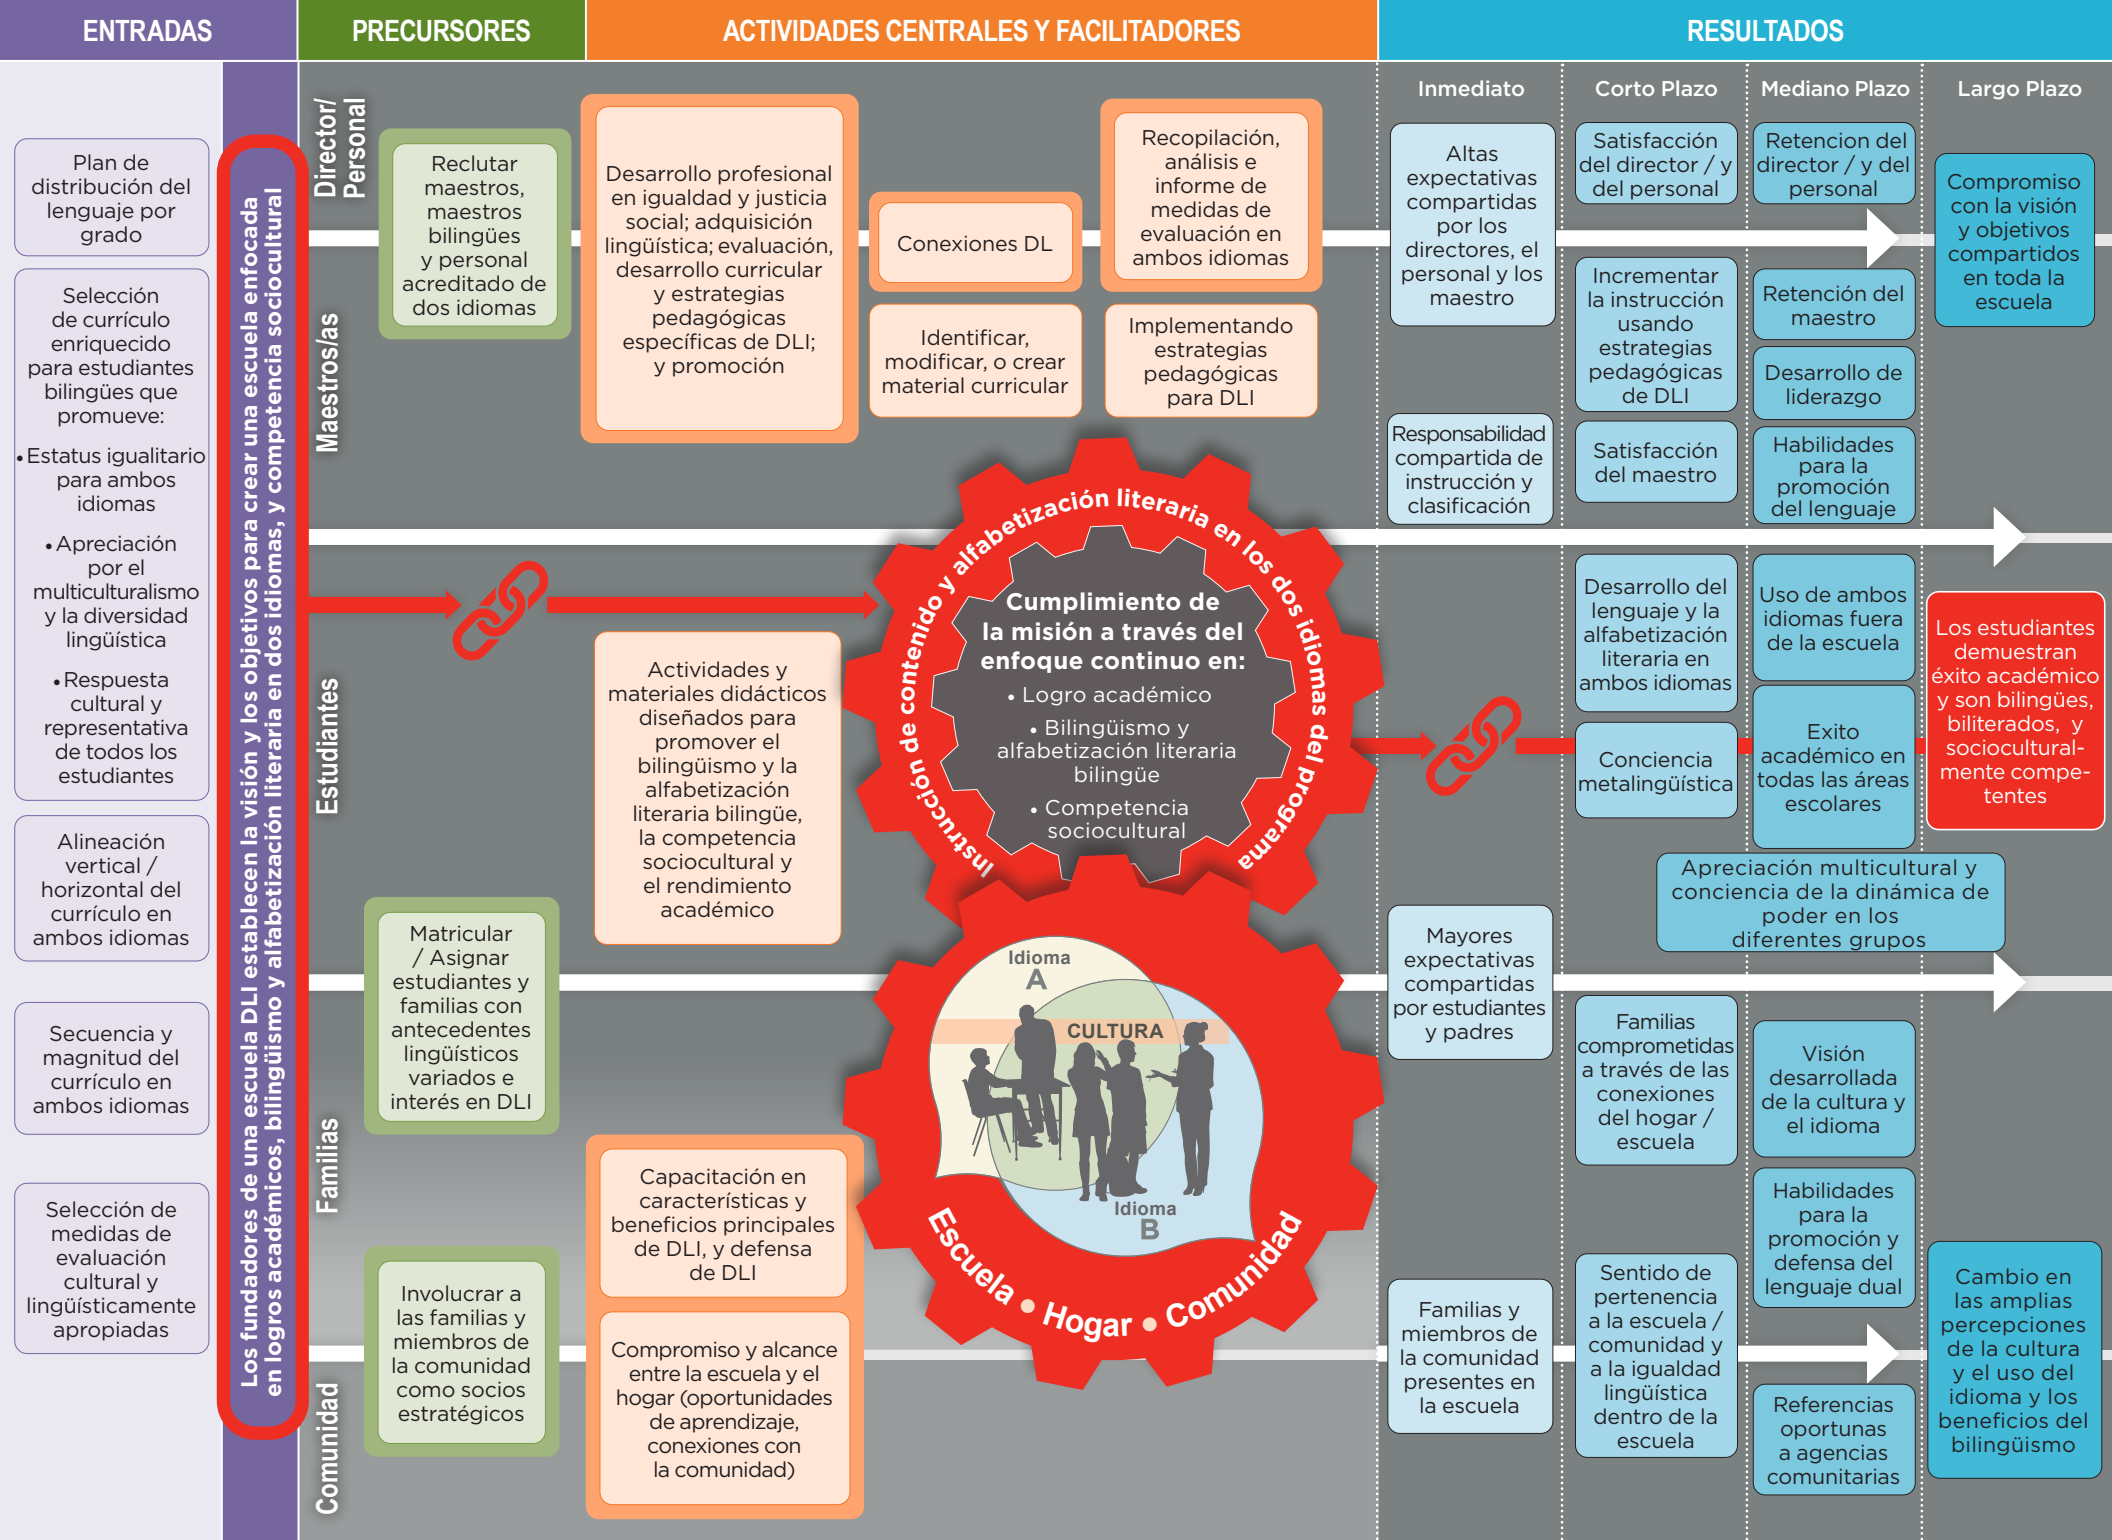 ENTRADAS
PRECURSORES
ACTIVIDADES CENTRALES Y FACILITADORES
RESULTADOS
Plan de
distribución del
lenguaje por
grado
Selección
de currículo
enriquecido
para estudiantes
bilingües que
promueve:
• Estatus igualitario
para ambos
idiomas
• Apreciación
por el
multiculturalismo
y la diversidad
lingüística
• Respuesta
cultural y
representativa
de todos los
estudiantes
Alineación
vertical /
horizontal del
currículo en
ambos idiomas
Secuencia y
magnitud del
currículo en
ambos idiomas
Selección de
medidas de
evaluación
cultural y
lingüísticamente
apropiadas
Los fundadores de una escuela DLI establecen la visión y los objetivos para crear una escuela enfocada
en logros académicos, bilingüismo y alfabetización literaria en dos idiomas, y competencia sociocultural
Director/
Personal
Maestros/as
Estudiantes
Familias
Comunidad
Reclutar
maestros,
maestros
bilingües
y personal
acreditado de
dos idiomas
Matricular
/ Asignar
estudiantes y
familias con
antecedentes
lingüísticos
variados e
interés en DLI
Involucrar a
las familias y
miembros de
la comunidad
como socios
estratégicos
Desarrollo profesional
en igualdad y justicia
social; adquisición
lingüística; evaluación,
desarrollo curricular
y estrategias
pedagógicas
específicas de DLI;
y promoción
Conexiones DL
Identificar,
modificar, o crear
material curricular
Recopilación,
análisis e
informe de
medidas de
evaluación en
ambos idiomas
Implementando
estrategias
pedagógicas
para DLI
Actividades y
materiales didácticos
diseñados para
promover el
bilingüismo y la
alfabetización
literaria bilingüe,
la competencia
sociocultural y
el rendimiento
académico
Capacitación en
características y
beneficios principales
de DLI, y defensa
de DLI
Compromiso y alcance
entre la escuela y el
hogar (oportunidades
de aprendizaje,
conexiones con
la comunidad)
Instrucción de contenido y alfabetización literaria en los dos idiomas del programa
Cumplimiento de
la misión a través del
enfoque continuo en:
• Logro académico
• Bilingüismo y
alfabetización literaria
bilingüe
• Competencia
sociocultural
Idioma
A
CULTURA
Idioma
B
Escuela • Hogar • Comunidad
Inmediato
Altas
expectativas
compartidas
por los
directores, el
personal y los
maestro
Responsabilidad
compartida de
instrucción y
clasificación
Mayores
expectativas
compartidas
por estudiantes
y padres
Familias y
miembros de
la comunidad
presentes en
la escuela
Corto Plazo
Satisfacción
del director / y
del personal
Incrementar
la instrucción
usando
estrategias
pedagógicas
de DLI
Satisfacción
del maestro
Desarrollo del
lenguaje y la
alfabetización
literaria en
ambos idiomas
Conciencia
metalingüística
Familias
comprometidas
a través de las
conexiones
del hogar /
escuela
Sentido de
pertenencia
a la escuela /
comunidad y
a la igualdad
lingüística
dentro de la
escuela
Mediano Plazo
Retencion del
director / y del
personal
Retención del
maestro
Desarrollo de
liderazgo
Habilidades
para la
promoción
del lenguaje
Uso de ambos
idiomas fuera
de la escuela
Exito
académico en
todas las áreas
escolares
Apreciación multicultural y
conciencia de la dinámica de
poder en los
diferentes grupos
Visión
desarrollada
de la cultura y
el idioma
Habilidades
para la
promoción y
defensa del
lenguaje dual
Referencias
oportunas
a agencias
comunitarias
Largo Plazo
Compromiso
con la visión
y objetivos
compartidos
en toda la
escuela
Los estudiantes
demuestran
éxito académico
y son bilingües,
biliterados, y
sociocultural-
mente compe-
tentes
Cambio en
las amplias
percepciones
de la cultura
y el uso del
idioma y los
beneficios del
bilingüismo